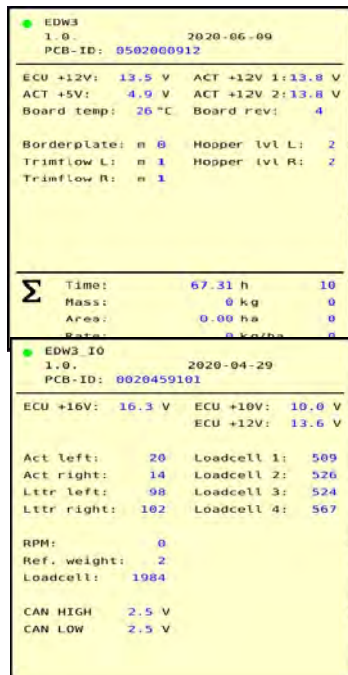 EDW3
1.0. 2020-06-09
PCB-ID: 0502000912
ECU +12V: 13.5 V ACT +12V 1:13.8 V
ACT +5V: 4.9 V ACT +12V 2:13.8 V
Board temp: 26 °C Board rev: 4
Borderplate: m 0 Hopper lvl L: 2
Trimflow L: m 1 Hopper lvl R: 2
Trimflow R: m 1
Σ Time: 67.31 h 10
Mass: 0 kg 0
Area: 0.00 ha 0
Rate: 0 kg/ha 0
EDW3_IO
1.0. 2020-04-29
PCB-ID: 0020459101
ECU +16V: 16.3 V ECU +10V: 10.0 V
ECU +12V: 13.6 V
Act left: 20 Loadcell 1: 509
Act right: 14 Loadcell 2: 526
Lttr left: 98 Loadcell 3: 524
Lttr right: 102 Loadcell 4: 567
RPM: 0
Ref. weight: 2
Loadcell: 1984
CAN HIGH 2.5 V
CAN LOW 2.5 V